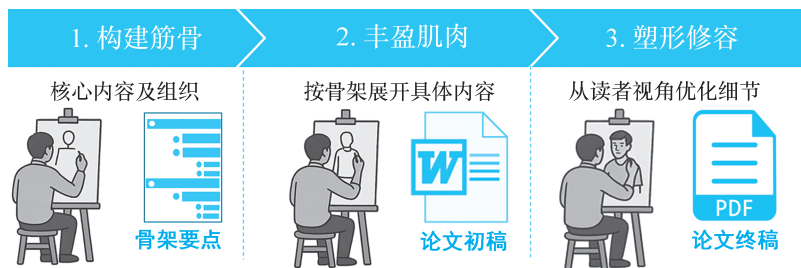 1. 构建筋骨
2. 丰盈肌肉
3. 塑形修容
核心内容及组织
按骨架展开具体内容
从读者视角优化细节
W
PDF
骨架要点
论文初稿
论文终稿